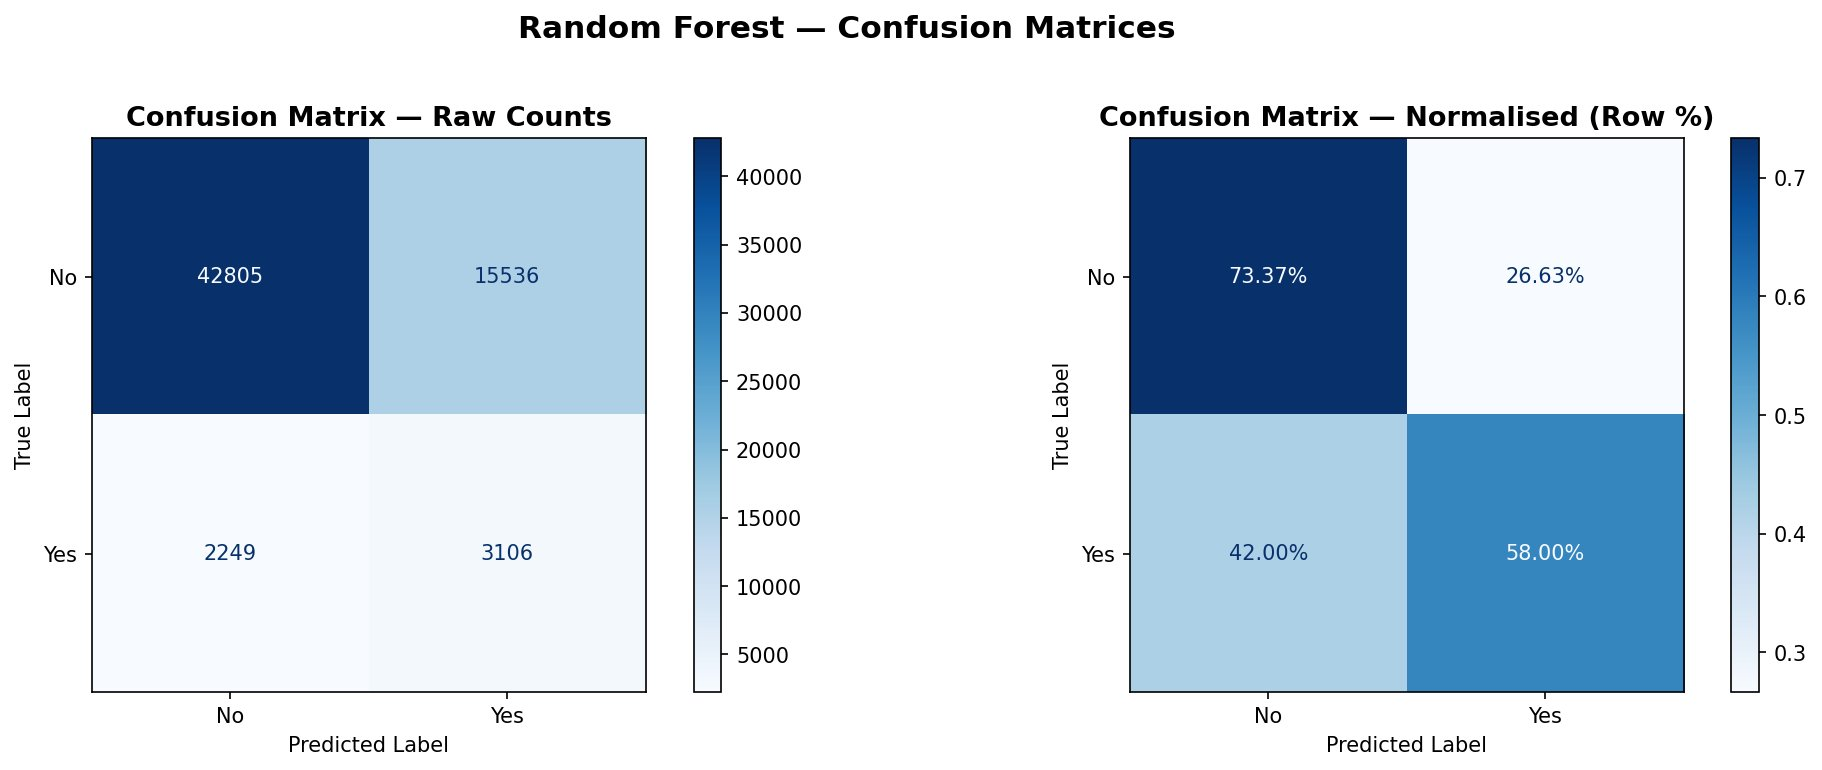 Random Forest — Confusion Matrices
Confusion Matrix — Raw Counts
True Label
No
Yes
42805
15536
2249
3106
No
Yes
Predicted Label
40000
35000
30000
25000
20000
15000
10000
5000
Confusion Matrix — Normalised (Row %)
True Label
No
Yes
73.37%
26.63%
42.00%
58.00%
No
Yes
Predicted Label
0.7
0.6
0.5
0.4
0.3